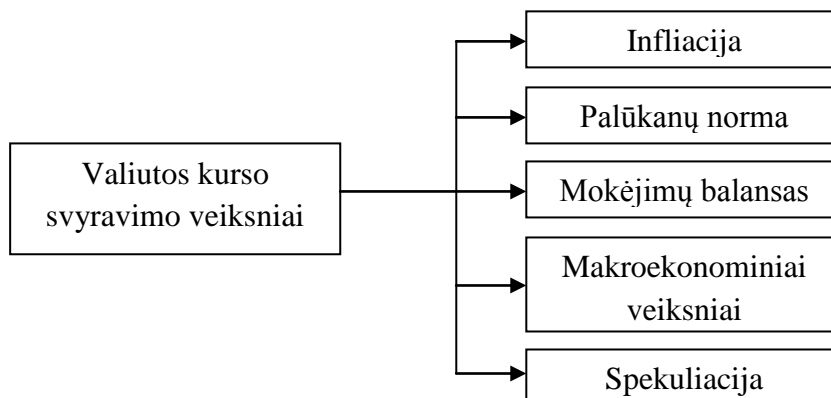 Infliacija
Palūkanų norma
Valiutos kurso
svyravimo veiksniai
Mokėjimų balansas
Makroekonominiai
veiksniai
Spekuliacija